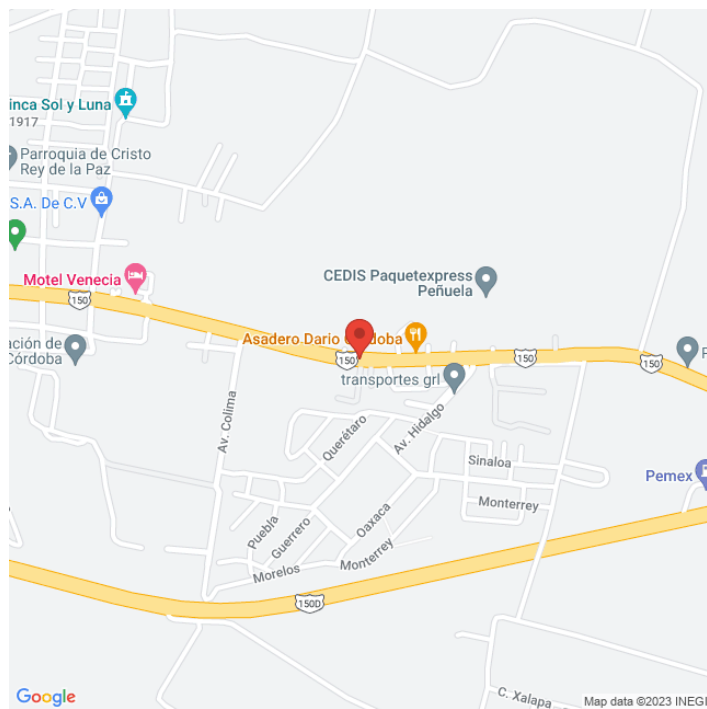 inca Sol y Luna
1917
Parroquia de Cristo
Rey de la Paz
S.A. De C.V
Motel Venecia
150
CEDIS Paquetexpress
Peñuela
Asadero Dario Córdoba
150
150
150
ación de
Córdoba
transportes grl
P
Av. Colima
Querétaro
Av. Hidalgo
Sinaloa
Pemex
Monterrey
Puebla
Guerrero
Oaxaca
Monterrey
Morelos
150D
C. Xalapa
Google
Map data ©2023 INEGI